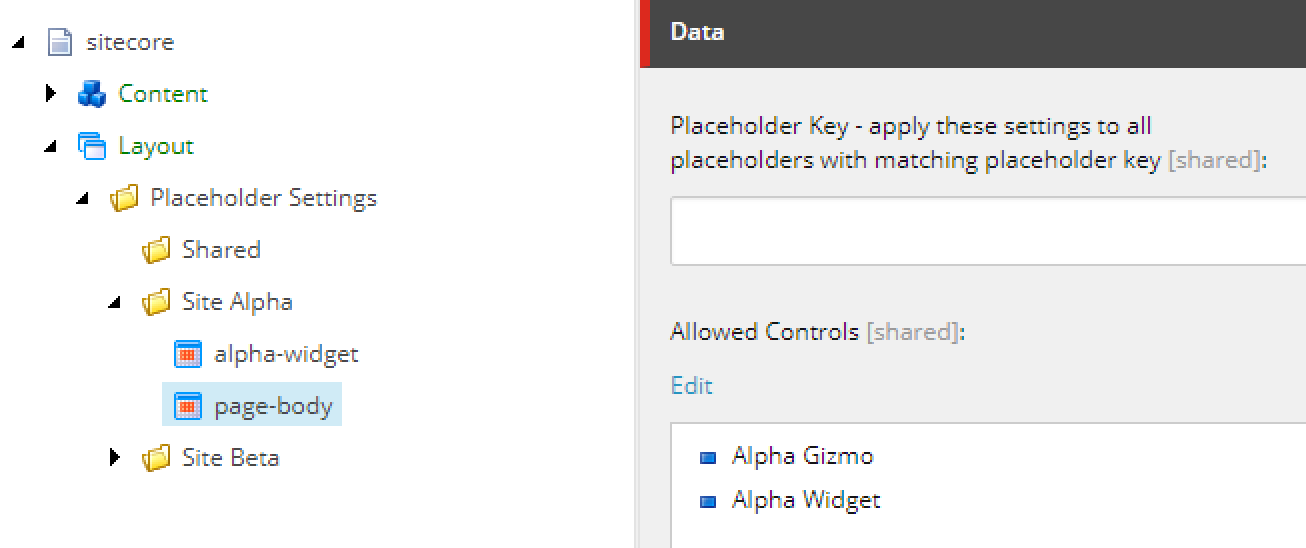 sitecore
Content
Layout
Placeholder Settings
Shared
Site Alpha
alpha-widget
page-body
Site Beta
Data
Placeholder Key - apply these settings to all
placeholders with matching placeholder key [shared]:
Allowed Controls [shared]:
Edit
Alpha Gizmo
Alpha Widget